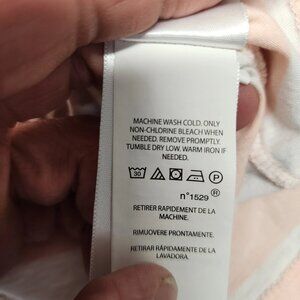 MACHINE WASH COLD. ONLY
NON-CHLORINE BLEACH WHEN
NEEDED. REMOVE PROMPTLY.
TUMBLE DRY LOW. WARM IRON IF
NEEDED.
30 P
n°1529
RETIRER RAPIDEMENT DE LA
MACHINE.
RIMUOVERE PRONTAMENTE.
RETIRAR RÁPIDAMENTE DE LA
LAVADORA.